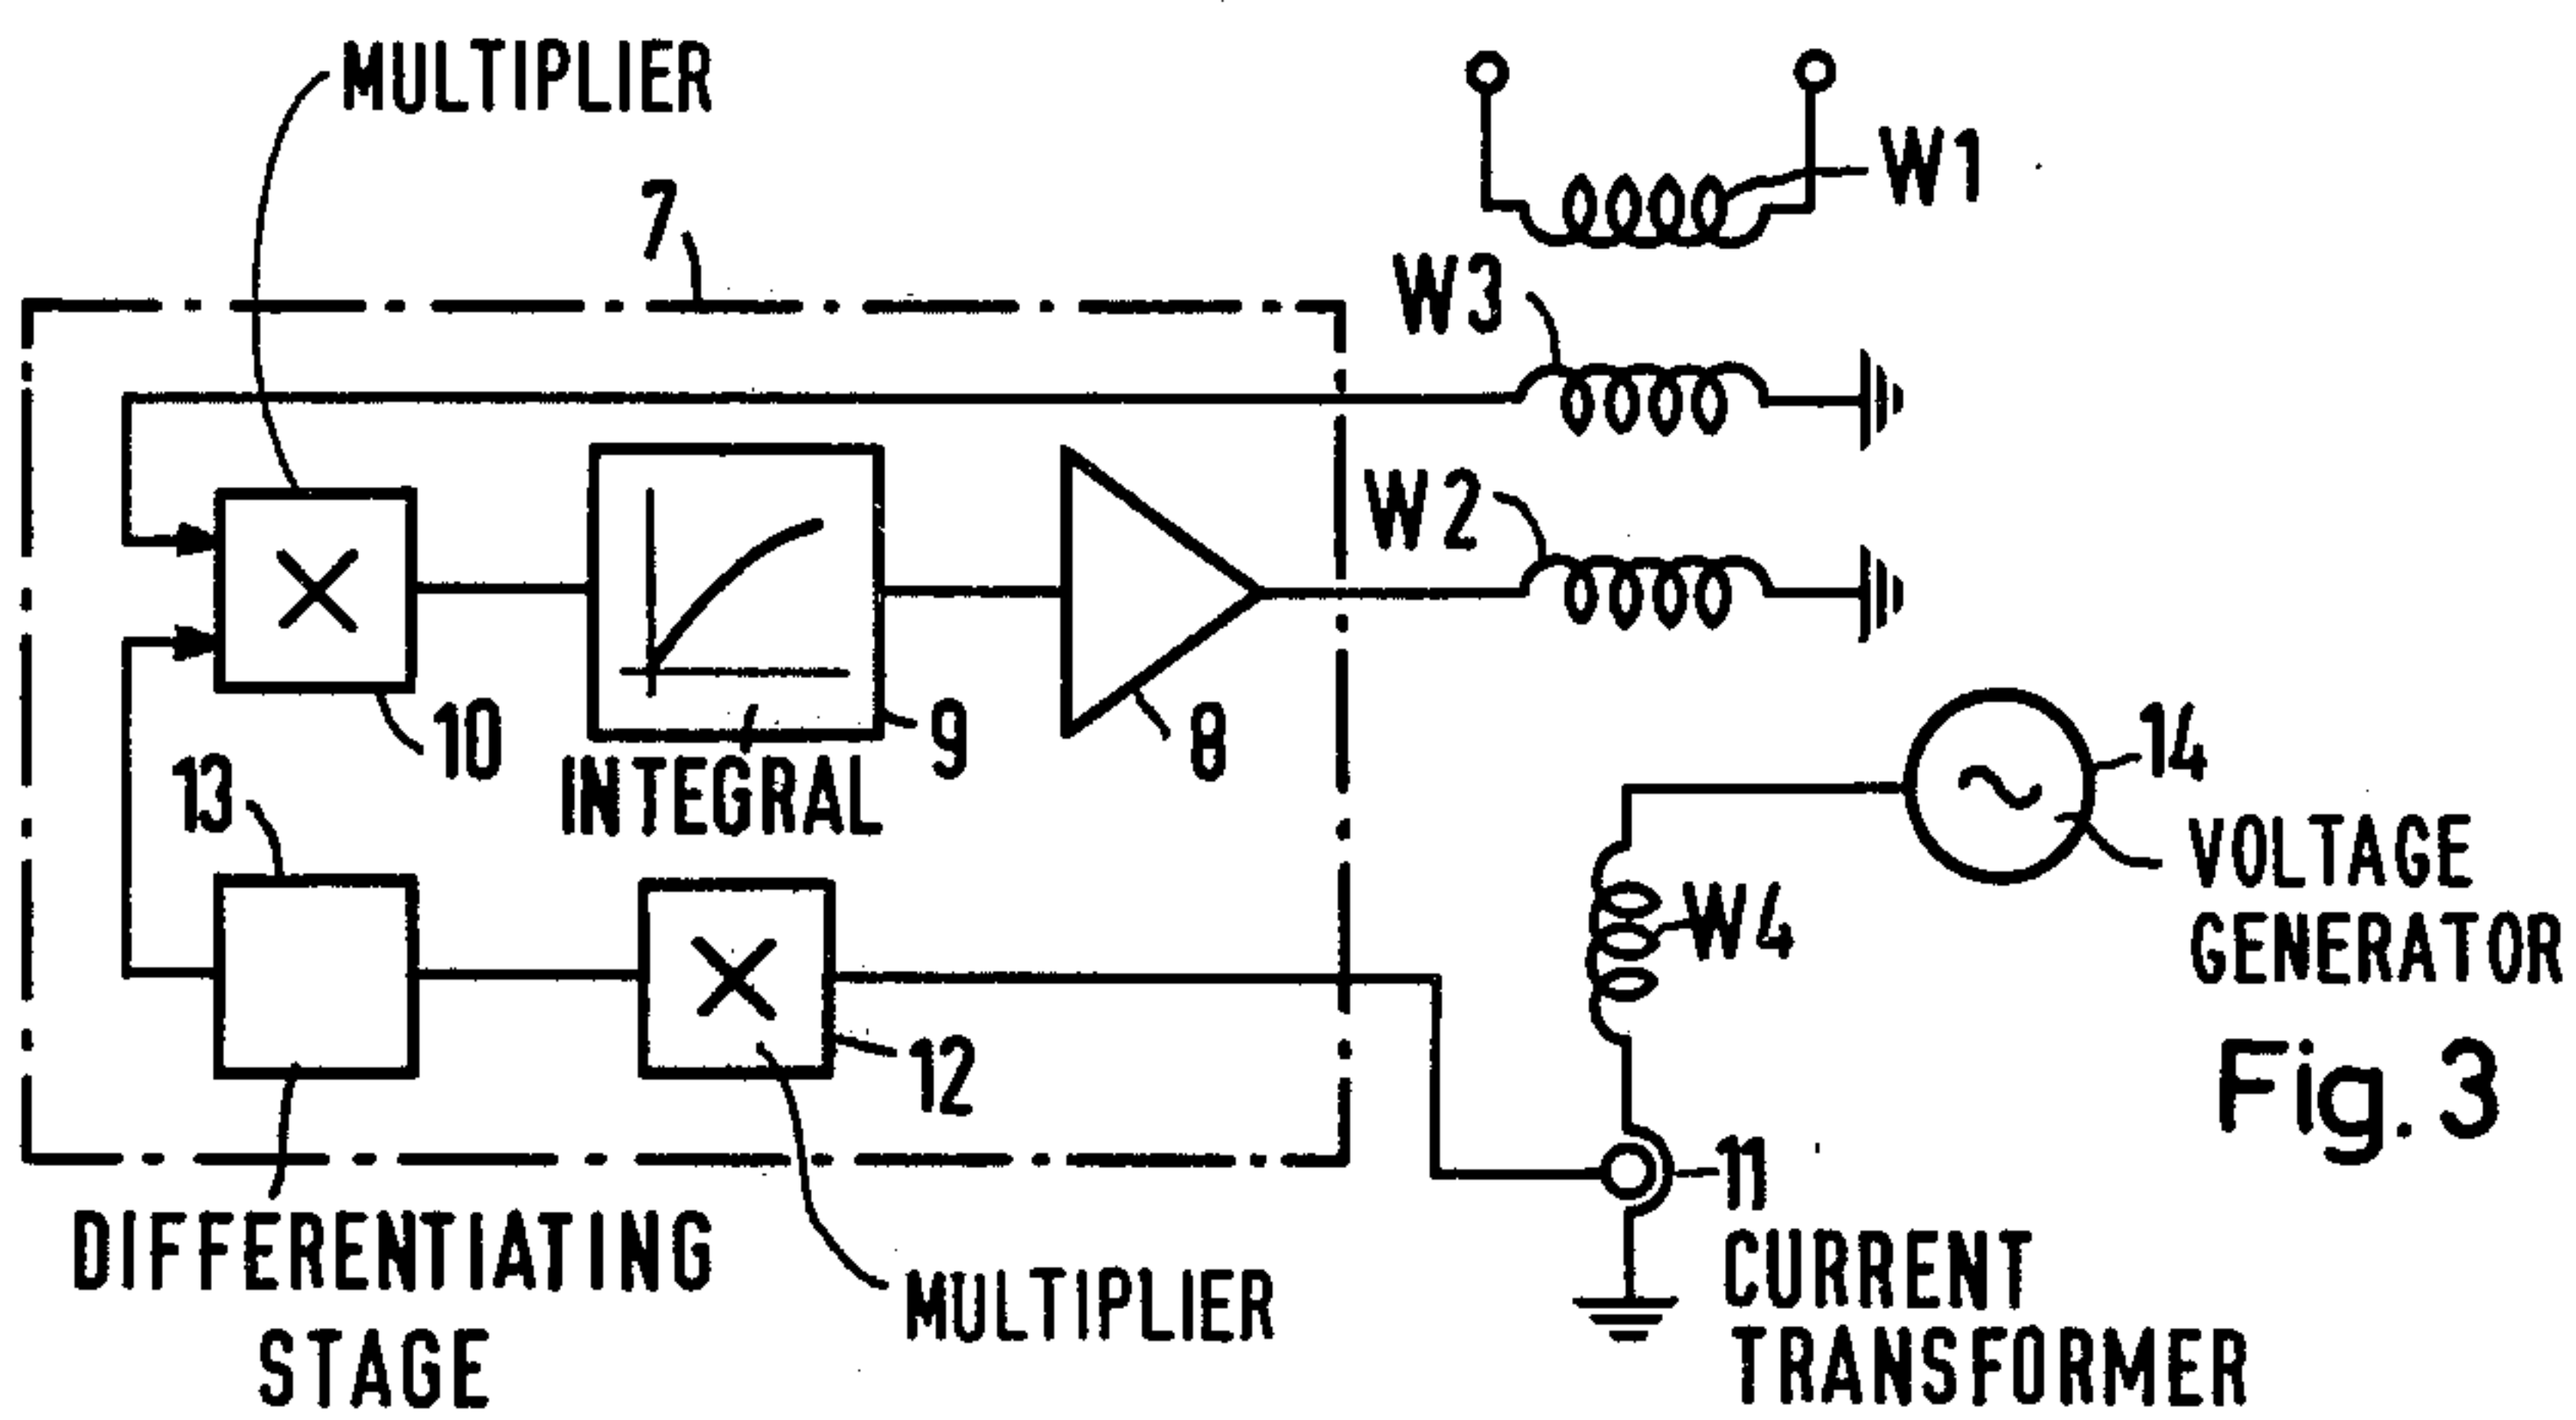 MULTIPLIER
7
W1
W3
W2
10
9
8
INTEGRAL
13
14
VOLTAGE
GENERATOR
W4
12
Fig. 3
11
CURRENT
TRANSFORMER
DIFFERENTIATING
STAGE
MULTIPLIER